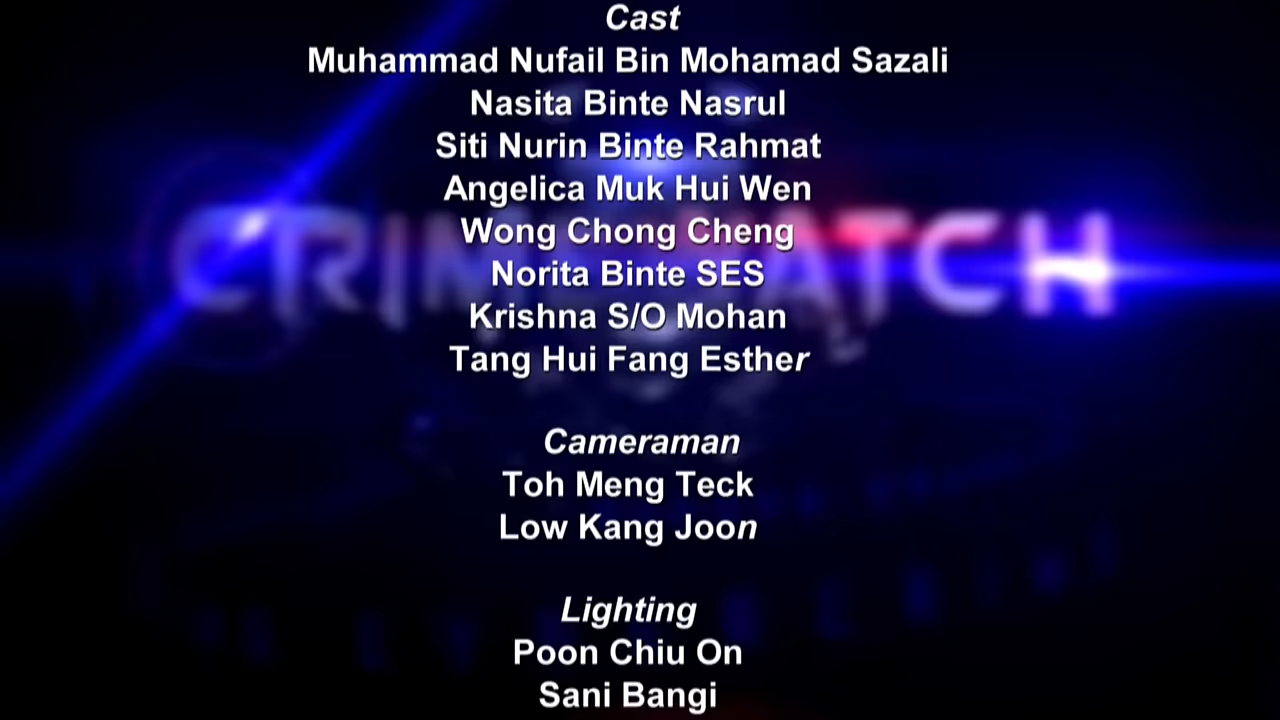 Cast
Muhammad Nufail Bin Mohamad Sazali
Nasita Binte Nasrul
Siti Nurin Binte Rahmat
Angelica Muk Hui Wen
Wong Chong Cheng
Norita Binte SES
Krishna S/O Mohan
Tang Hui Fang Esther
CRIMEWATCH
Cameraman
Toh Meng Teck
Low Kang Joon
Lighting
Poon Chiu On
Sani Bangi